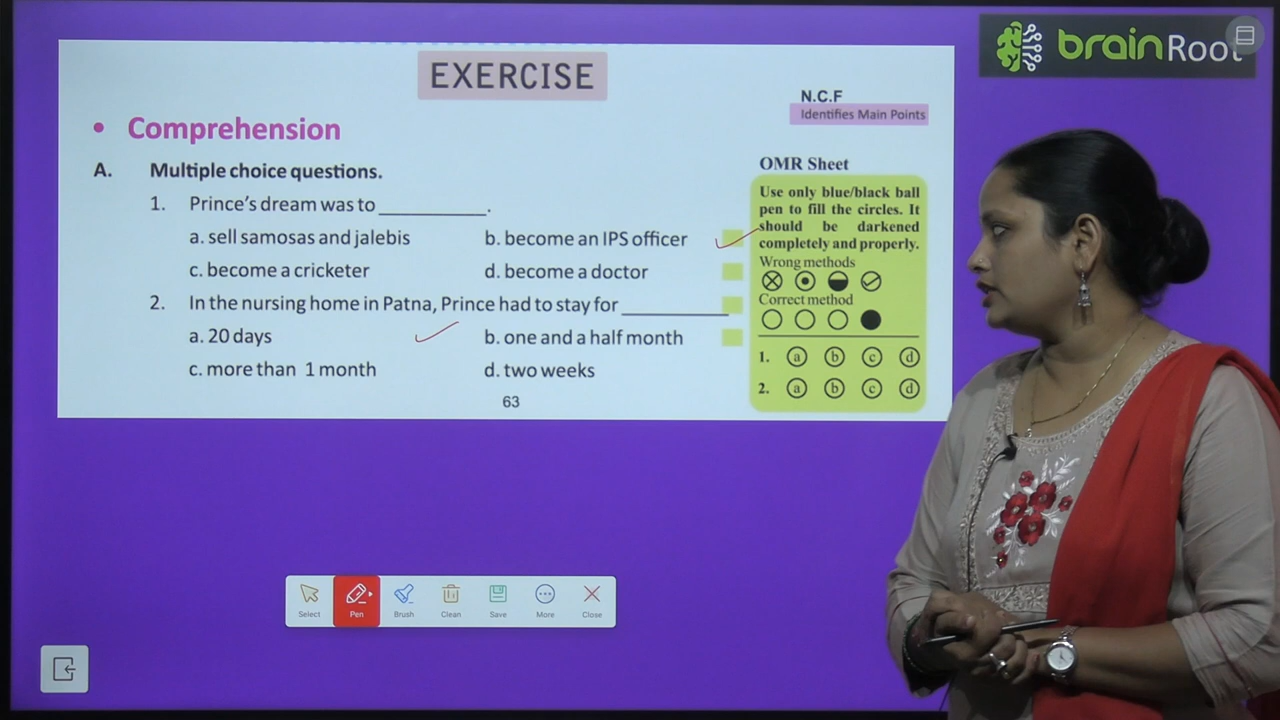 brainRoot
EXERCISE
N.C.F
Identifies Main Points
• Comprehension
A. Multiple choice questions.
1. Prince's dream was to __________.
a. sell samosas and jalebis b. become an IPS officer
c. become a cricketer d. become a doctor
2. In the nursing home in Patna, Prince had to stay for __________
a. 20 days b. one and a half month
c. more than 1 month d. two weeks
63
OMR Sheet
Use only blue/black ball
pen to fill the circles. It
should be darkened
completely and properly.
Wrong methods
Correct method
1. a b c d
2. a b c d
Select Pen Brush Clean Save More Close